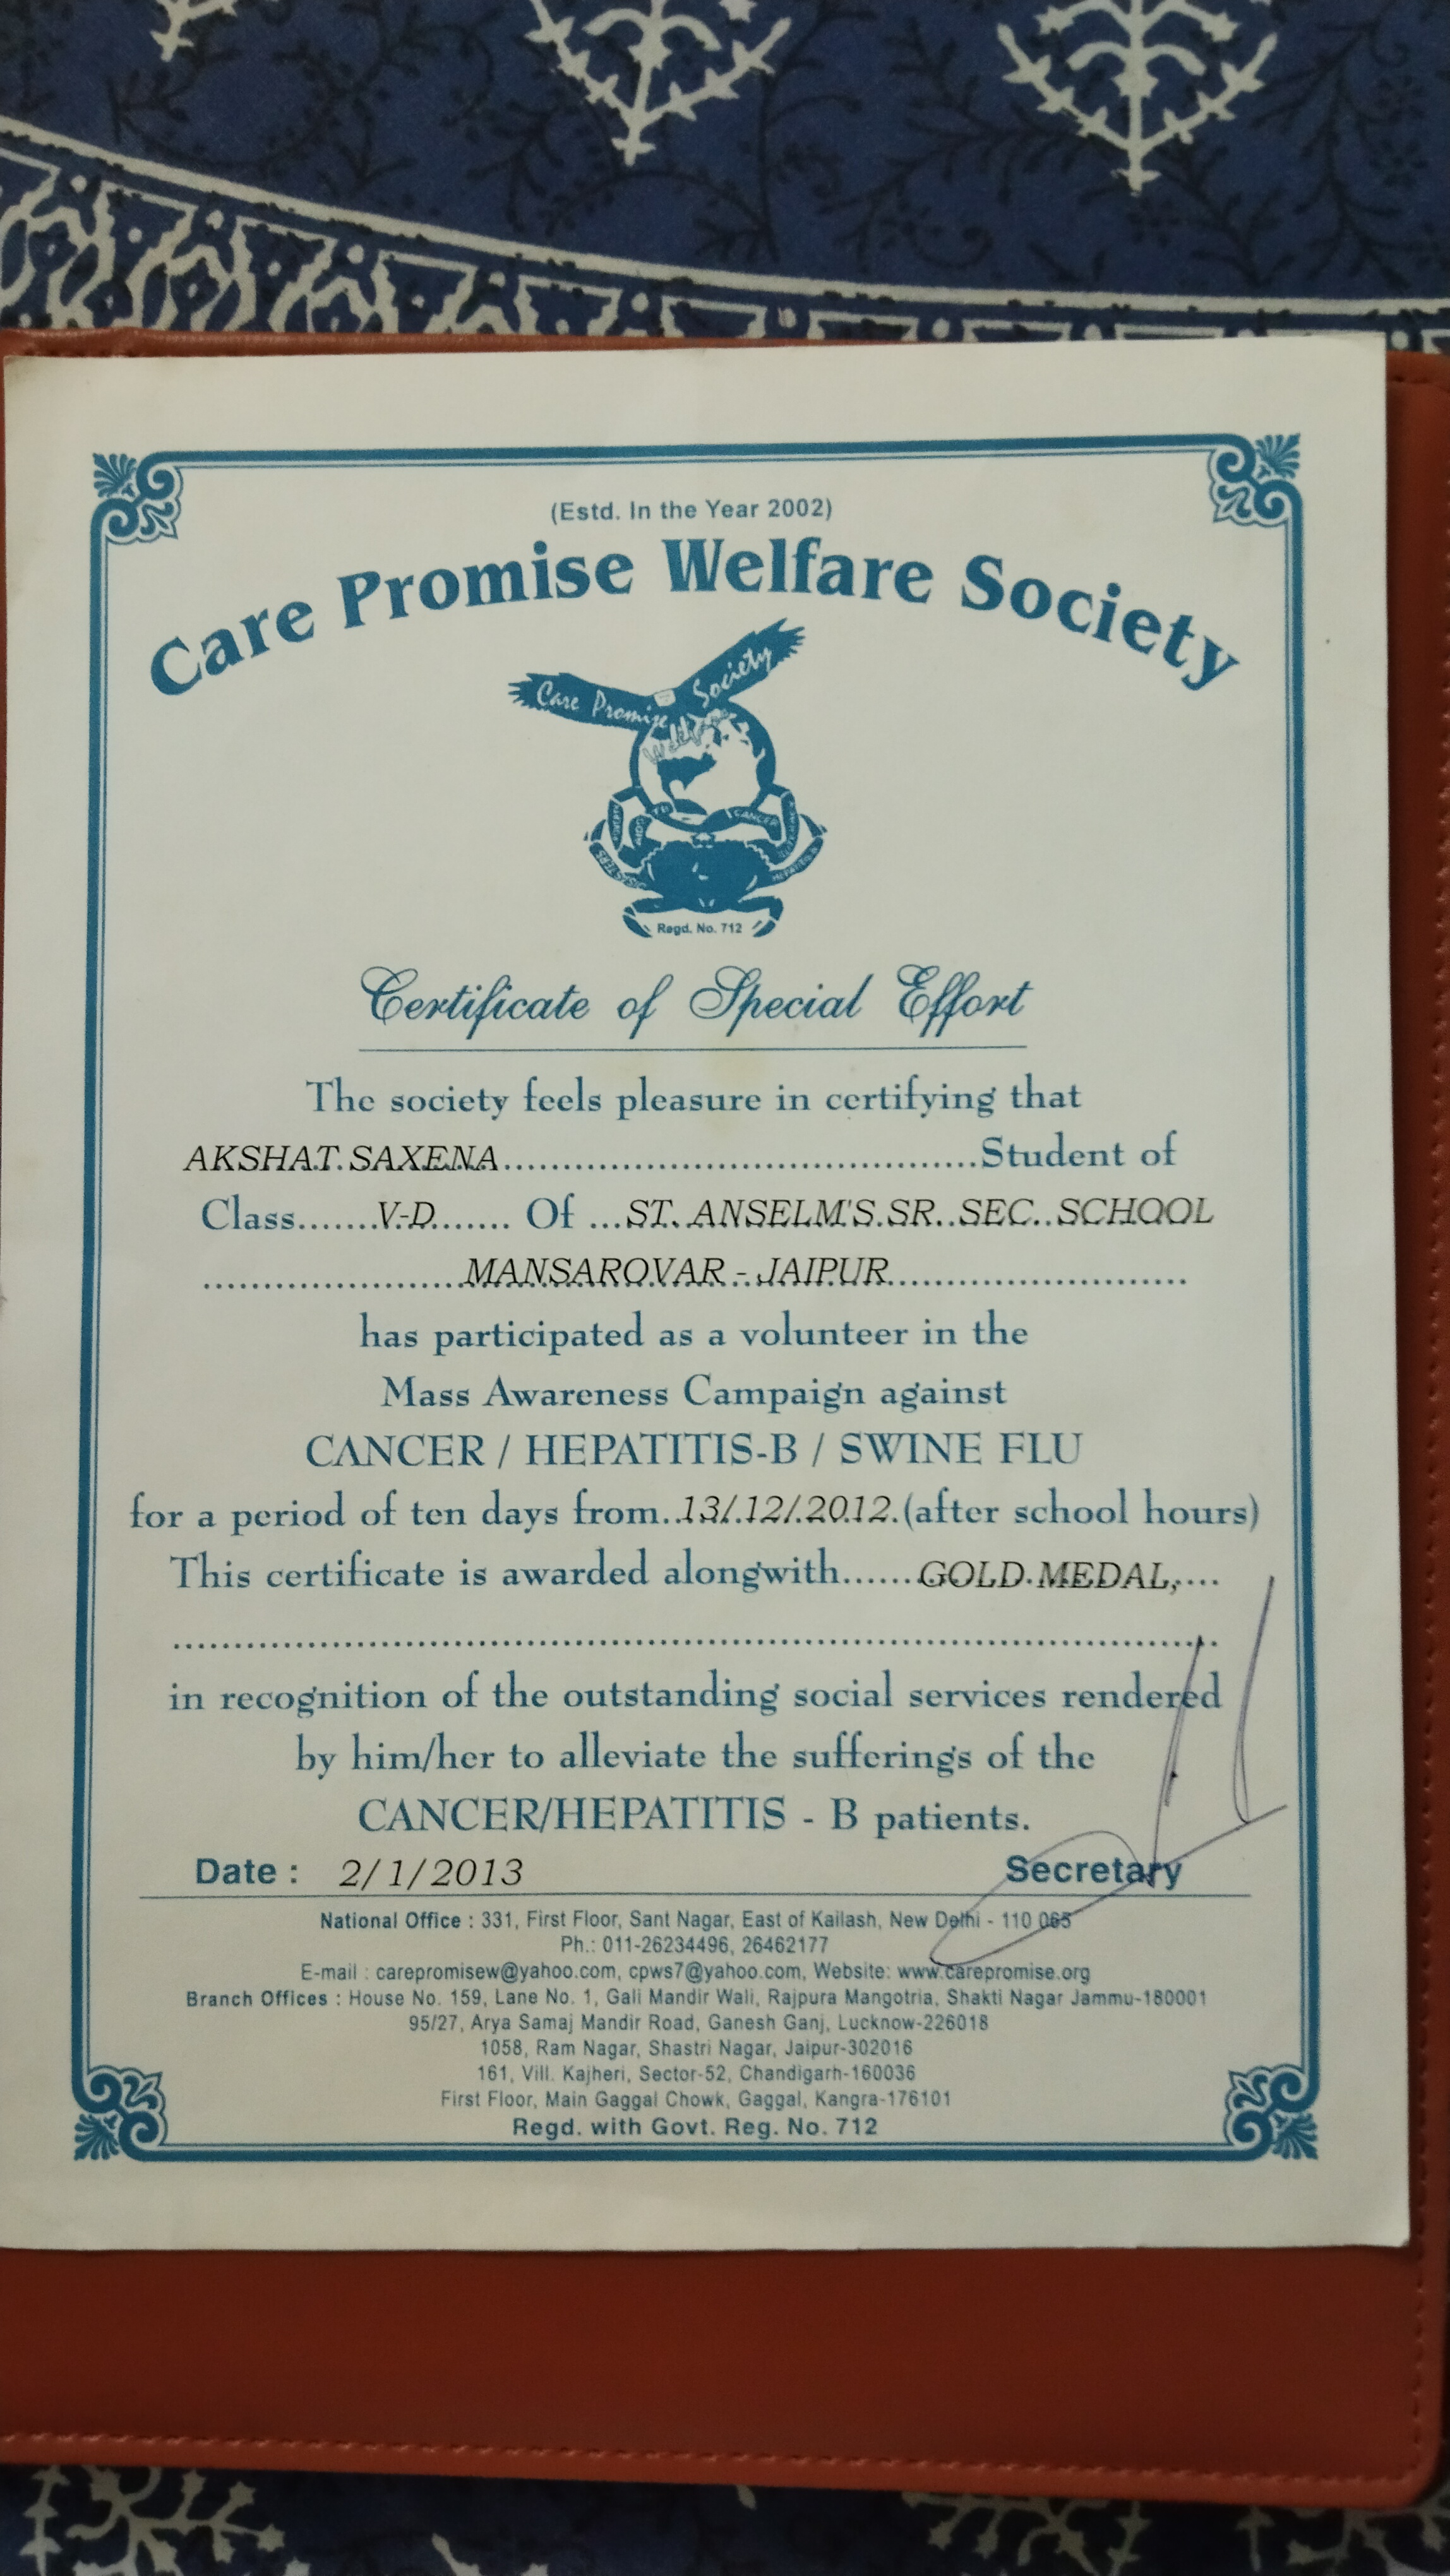 (Estd. In the Year 2002)
Care Promise Welfare Society
Care Promise Welfare Society
TB CANCER
AIDS
DISASTERS HEPATITIS-B
Regd. No. 712
Certificate of Special Effort
The society feels pleasure in certifying that
AKSHAT SAXENA Student of
Class V-D Of ST. ANSELM'S SR. SEC. SCHOOL
MANSAROVAR - JAIPUR
has participated as a volunteer in the
Mass Awareness Campaign against
CANCER / HEPATITIS-B / SWINE FLU
for a period of ten days from 13/12/2012 (after school hours)
This certificate is awarded alongwith GOLD MEDAL,
in recognition of the outstanding social services rendered
by him/her to alleviate the sufferings of the
CANCER/HEPATITIS - B patients.
Date : 2/1/2013 Secretary
National Office : 331, First Floor, Sant Nagar, East of Kailash, New Delhi - 110 065
Ph.: 011-26234496, 26462177
E-mail : carepromisew@yahoo.com, cpws7@yahoo.com, Website: www.carepromise.org
Branch Offices : House No. 159, Lane No. 1, Gali Mandir Wali, Rajpura Mangotria, Shakti Nagar Jammu-180001
95/27, Arya Samaj Mandir Road, Ganesh Ganj, Lucknow-226018
1058, Ram Nagar, Shastri Nagar, Jaipur-302016
161, Vill. Kajheri, Sector-52, Chandigarh-160036
First Floor, Main Gaggal Chowk, Gaggal, Kangra-176101
Regd. with Govt. Reg. No. 712